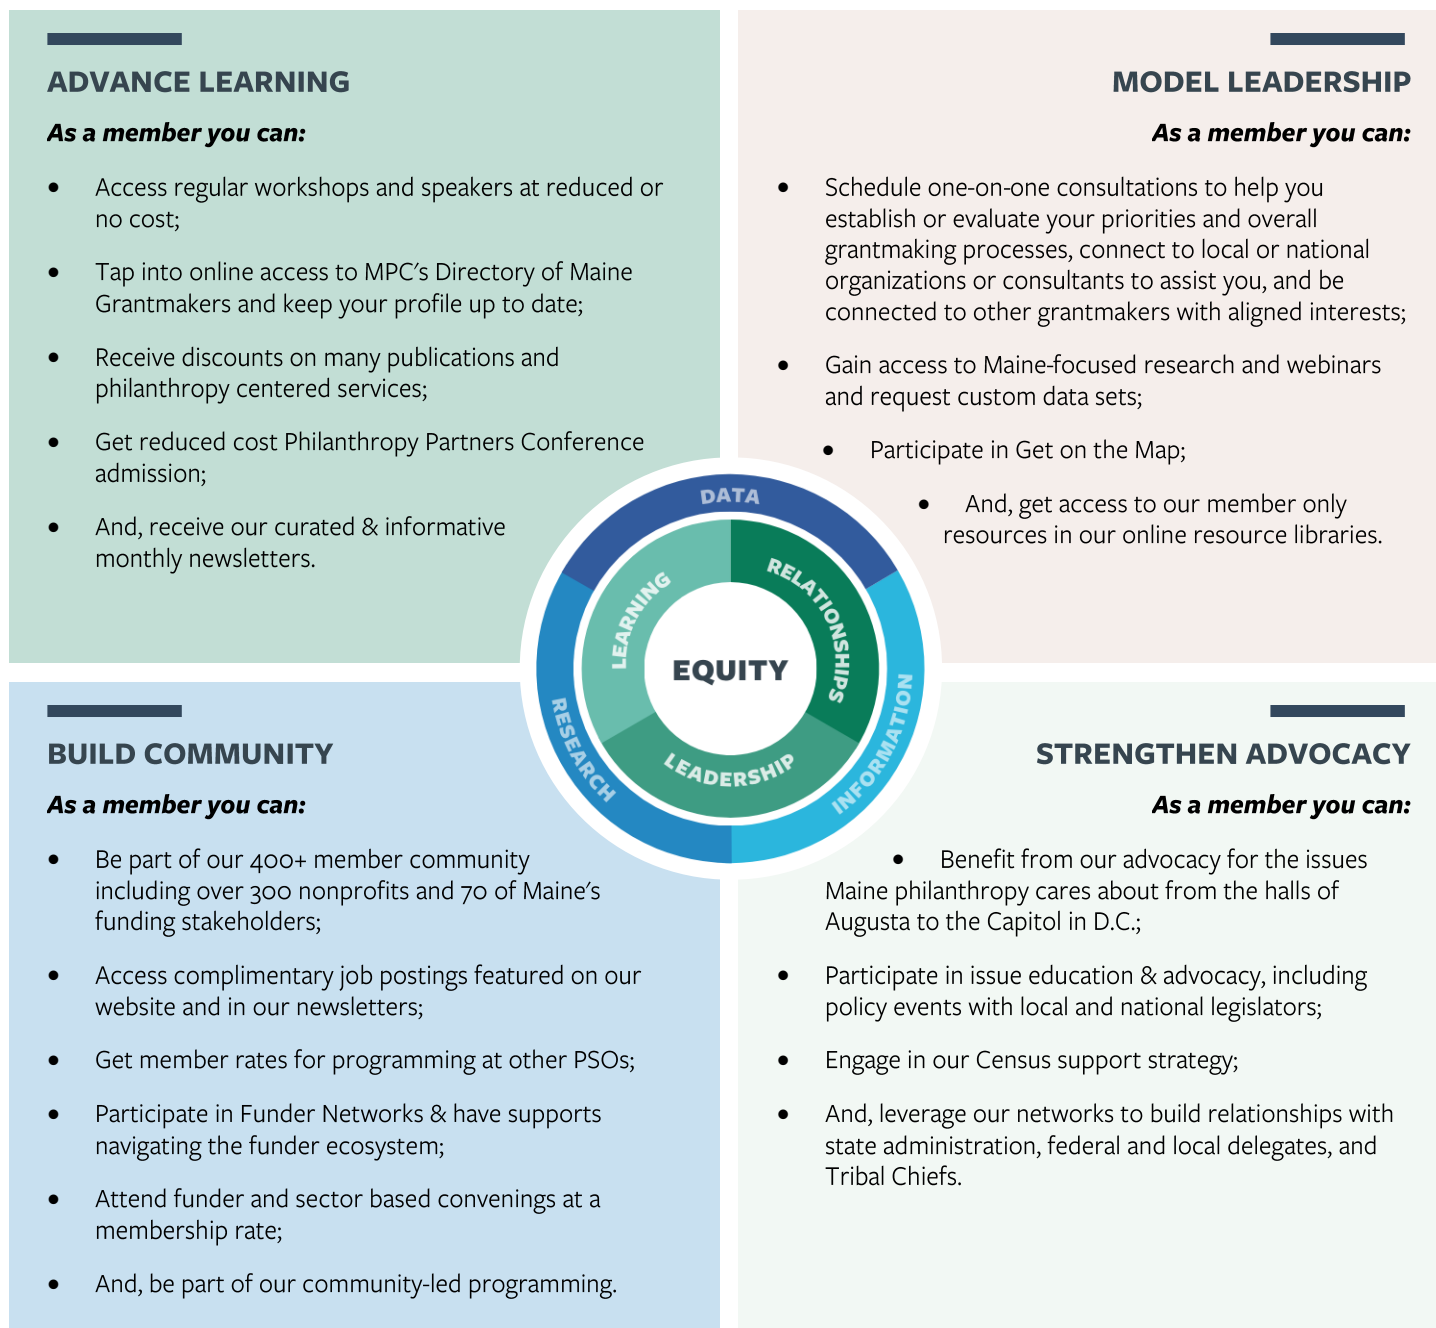 ADVANCE LEARNING
As a member you can:
• Access regular workshops and speakers at reduced or
no cost;
• Tap into online access to MPC's Directory of Maine
Grantmakers and keep your profile up to date;
• Receive discounts on many publications and
philanthropy centered services;
• Get reduced cost Philanthropy Partners Conference
admission;
• And, receive our curated & informative
monthly newsletters.
MODEL LEADERSHIP
As a member you can:
• Schedule one-on-one consultations to help you
establish or evaluate your priorities and overall
grantmaking processes, connect to local or national
organizations or consultants to assist you, and be
connected to other grantmakers with aligned interests;
• Gain access to Maine-focused research and webinars
and request custom data sets;
• Participate in Get on the Map;
• And, get access to our member only
resources in our online resource libraries.
DATA
LEARNING
RELATIONSHIPS
EQUITY
LEADERSHIP
RESEARCH
INFORMATION
BUILD COMMUNITY
As a member you can:
• Be part of our 400+ member community
including over 300 nonprofits and 70 of Maine's
funding stakeholders;
• Access complimentary job postings featured on our
website and in our newsletters;
• Get member rates for programming at other PSOs;
• Participate in Funder Networks & have supports
navigating the funder ecosystem;
• Attend funder and sector based convenings at a
membership rate;
• And, be part of our community-led programming.
STRENGTHEN ADVOCACY
As a member you can:
• Benefit from our advocacy for the issues
Maine philanthropy cares about from the halls of
Augusta to the Capitol in D.C.;
• Participate in issue education & advocacy, including
policy events with local and national legislators;
• Engage in our Census support strategy;
• And, leverage our networks to build relationships with
state administration, federal and local delegates, and
Tribal Chiefs.